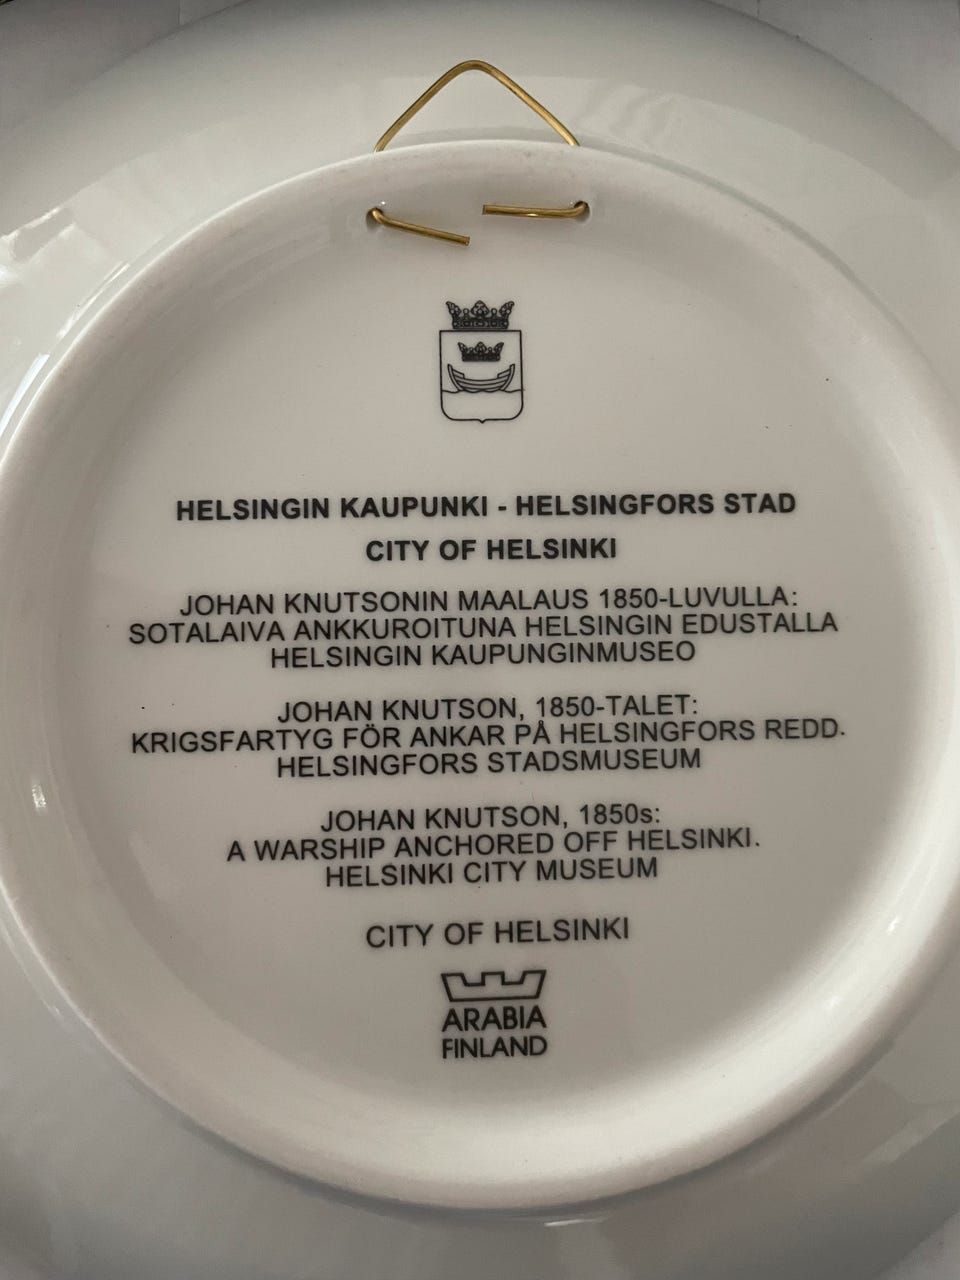 HELSINGIN KAUPUNKI - HELSINGFORS STAD
CITY OF HELSINKI
JOHAN KNUTSONIN MAALAUS 1850-LUVULLA:
SOTALAIVA ANKKUROITUNA HELSINGIN EDUSTALLA
HELSINGIN KAUPUNGINMUSEO
JOHAN KNUTSON, 1850-TALET:
KRIGSFARTYG FÖR ANKAR PÅ HELSINGFORS REDD.
HELSINGFORS STADSMUSEUM
JOHAN KNUTSON, 1850s:
A WARSHIP ANCHORED OFF HELSINKI.
HELSINKI CITY MUSEUM
CITY OF HELSINKI
ARABIA
FINLAND